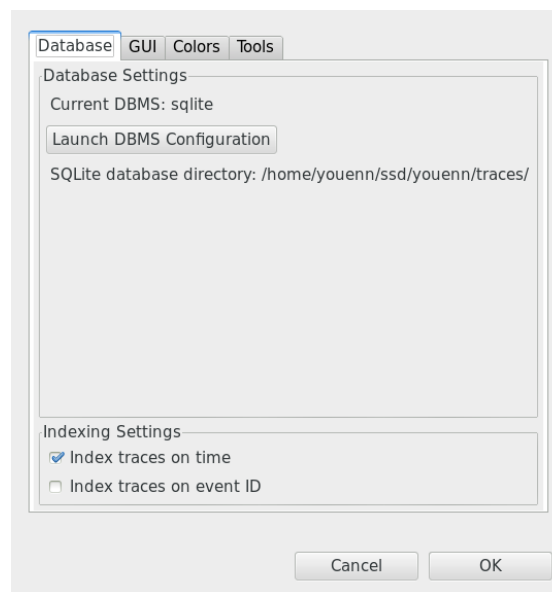 Database GUI Colors Tools
Database Settings
Current DBMS: sqlite
Launch DBMS Configuration
SQLite database directory: /home/youenn/ssd/youenn/traces/
Indexing Settings
Index traces on time
Index traces on event ID
Cancel OK